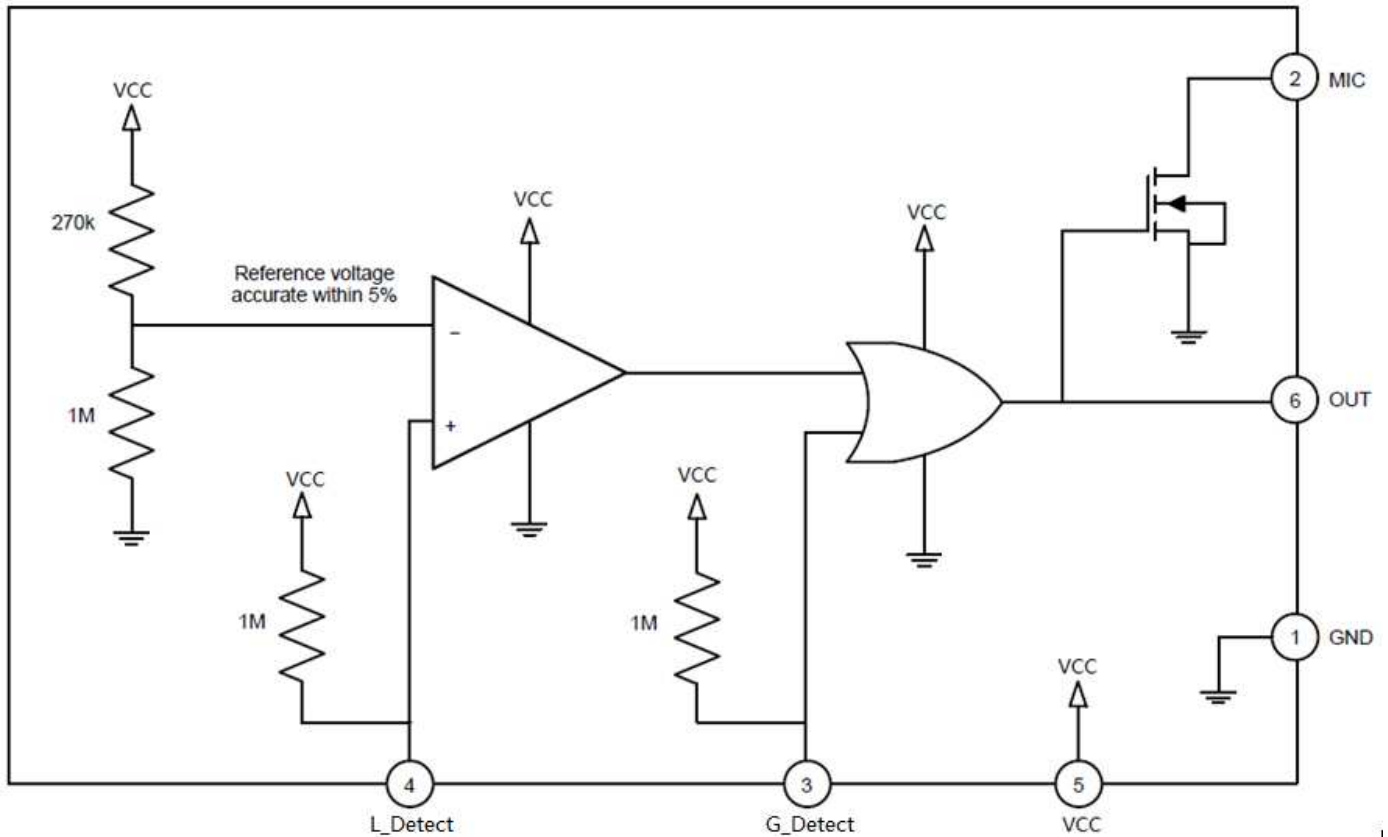 VCC
270k
1M
Reference voltage
accurate within 5%
−
+
VCC
VCC
1M
VCC
1M
VCC
2 MIC
6 OUT
1 GND
VCC
4
L_Detect
3
G_Detect
5
VCC